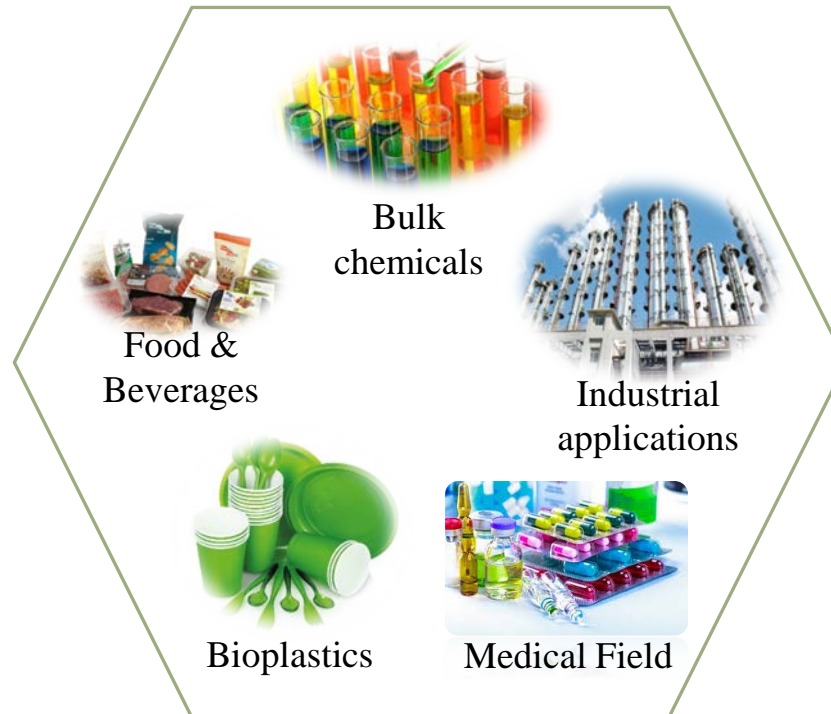 Bulk
chemicals
Food &
Beverages
Industrial
applications
Bioplastics
Medical Field